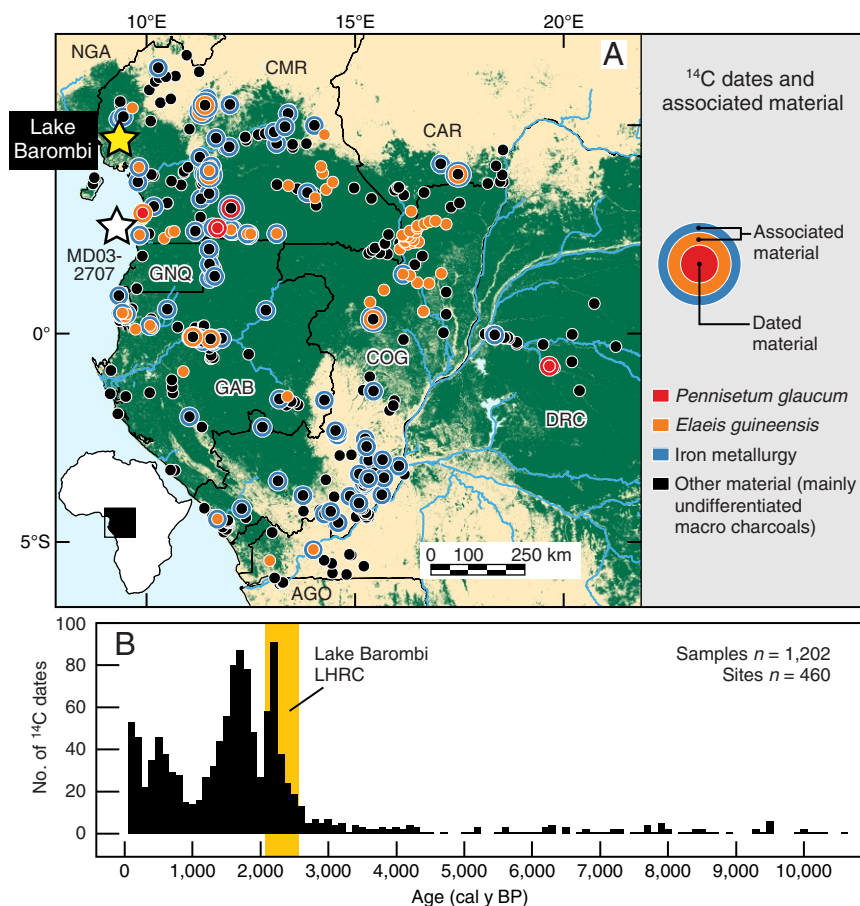 10°E 15°E 20°E
A
NGA
CMR
CAR
Lake
Barombi
MD03-
2707
GNQ
0°
COG
GAB
DRC
5°S
0 100 250 km
AGO
14C dates and
associated material
Associated
material
Dated
material
Pennisetum glaucum
Elaeis guineensis
Iron metallurgy
Other material (mainly
undifferentiated
macro charcoals)
B
100
80
60
40
20
0
No. of 14C dates
Lake Barombi
LHRC
Samples n = 1,202
Sites n = 460
0 1,000 2,000 3,000 4,000 5,000 6,000 7,000 8,000 9,000 10,000
Age (cal y BP)